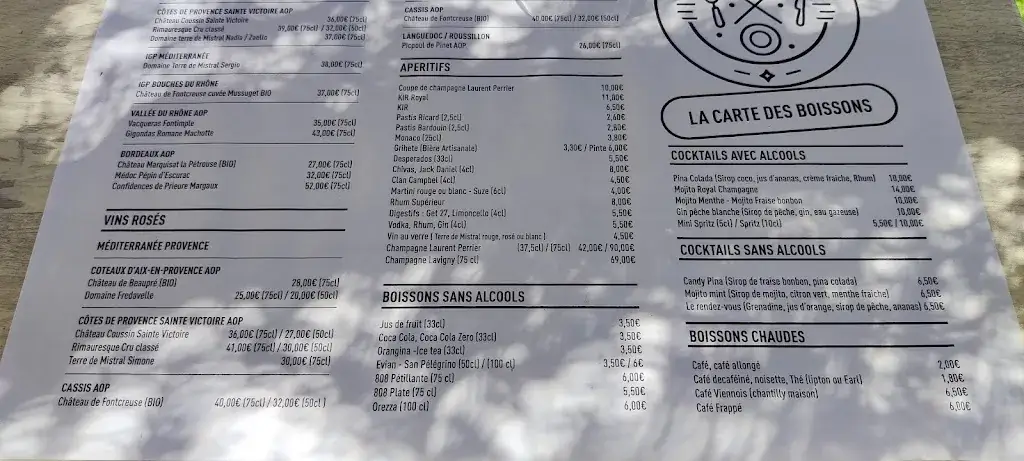 CÔTES DE PROVENCE SAINTE VICTOIRE AOP
Château Coussin Sainte Victoire 36,00€ (75cl)
Rimauresque Cru classé 39,00€ (75cl) / 32,00€ (50cl)
Domaine terre de Mistral Nadia / Zaelio 37,00€ (75cl)
IGP MÉDITERRANÉE
Domaine Terre de Mistral Sergio 38,00€ (75cl)
IGP BOUCHES DU RHÔNE
Château de Fontcreuse cuvée Mussuget BIO 37,00€ (75cl)
VALLÉE DU RHÔNE AOP
Vacqueras Fontimple 35,00€ (75cl)
Gigondas Romane Machotte 43,00€ (75cl)
BORDEAUX AOP
Château Marquisat la Pétrouse (BIO) 27,00€ (75cl)
Médoc Pépin d'Escurac 32,00€ (75cl)
Confidences de Prieure Margaux 52,00€ (75cl)
VINS ROSÉS
MÉDITERRANÉE PROVENCE
COTEAUX D'AIX-EN-PROVENCE AOP
Château de Beaupré (BIO) 28,00€ (75cl)
Domaine Fredavelle 25,00€ (75cl) / 20,00€ (50cl)
CÔTES DE PROVENCE SAINTE VICTOIRE AOP
Château Coussin Sainte Victoire 36,00€ (75cl) / 27,00€ (50cl)
Rimauresque Cru classé 41,00€ (75cl) / 30,00€ (50cl)
Terre de Mistral Simone 30,00€ (75cl)
CASSIS AOP
Château de Fontcreuse (BIO) 40,00€ (75cl) / 32,00€ (50cl)
CASSIS AOP
Château de Fontcreuse (BIO) 40,00€ (75cl) / 32,00€ (50cl)
LANGUEDOC / ROUSSILLON
Picpoul de Pinet AOP 26,00€ (75cl)
APERITIFS
Coupe de champagne Laurent Perrier 10,00€
KIR Royal 11,00€
KIR 6,50€
Pastis Ricard (2,5cl) 2,60€
Pastis Bardouin (2,5cl) 2,60€
Monaco (25cl) 3,80€
Grihete (Bière Artisanale) 3,30€ / Pinte 6,00€
Desperados (33cl) 5,50€
Chivas, Jack Daniel (4cl) 8,00€
Clan Campbel (4cl) 4,50€
Martini rouge ou blanc - Suze (6cl) 4,00€
Rhum Supérieur 8,00€
Digestifs : Get 27, Limoncello (4cl) 5,50€
Vodka, Rhum, Gin (4cl) 5,50€
Vin au verre ( Terre de Mistral rouge, rosé ou blanc ) 4,50€
Champagne Laurent Perrier (37,5cl) / (75cl) 42,00€ / 90,00€
Champagne Lavigny (75 cl) 69,00€
BOISSONS SANS ALCOOLS
Jus de fruit (33cl) 3,50€
Coca Cola, Coca Cola Zero (33cl) 3,50€
Orangina -Ice tea (33cl) 3,50€
Evian - San Pélégrino (50cl) / (100 cl) 3,50€ / 6€
808 Pétillante (75 cl) 6,00€
808 Plate (75 cl) 5,50€
Orezza (100 cl) 6,00€
LA CARTE DES BOISSONS
COCKTAILS AVEC ALCOOLS
Pina Colada (Sirop coco, jus d'ananas, crème fraiche, Rhum) 10,00€
Mojito Royal Champagne 14,00€
Mojito Menthe - Mojito Fraise bonbon 10,00€
Gin pêche blanche (Sirop de pêche, gin, eau gazeuse) 10,00€
Mini Spritz (5cl) / Spritz (10cl) 5,50€ / 10,00€
COCKTAILS SANS ALCOOLS
Candy Pina (Sirop de fraise bonbon, pina colada) 6,50€
Mojito mint (Sirop de mojito, citron vert, menthe fraiche) 6,50€
Le rendez-vous (Grenadine, jus d'orange, sirop de pêche, ananas) 6,50€
BOISSONS CHAUDES
Café, café allongé 2,00€
Café decaféiné, noisette, Thé (lipton ou Earl) 1,80€
Café Viennois (chantilly maison) 6,50€
Café Frappé 6,00€